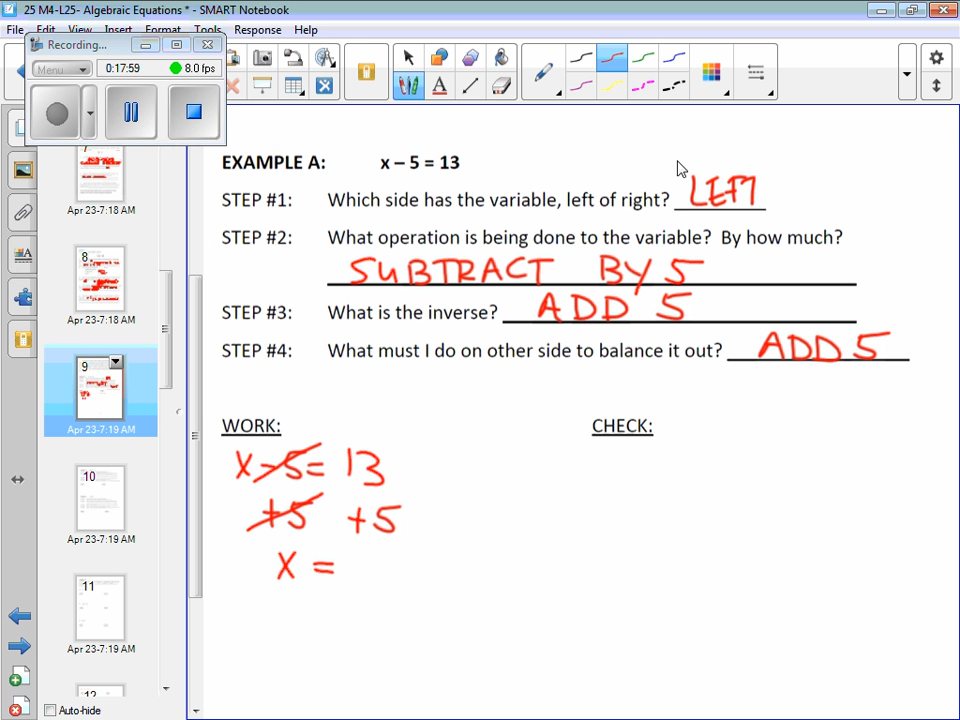 25 M4-L25- Algebraic Equations * - SMART Notebook
File Edit View Insert Format Tools Response Help
Recording...
Menu 0:17:59 8.0 fps
7
Apr 23-7:18 AM
8
Apr 23-7:18 AM
9
Apr 23-7:19 AM
10
Apr 23-7:19 AM
11
Apr 23-7:19 AM
12
Auto-hide
EXAMPLE A: x – 5 = 13
STEP #1: Which side has the variable, left of right? LEFT
STEP #2: What operation is being done to the variable? By how much?
SUBTRACT BY 5
STEP #3: What is the inverse? ADD 5
STEP #4: What must I do on other side to balance it out? ADD 5
WORK: CHECK:
x - 5 = 13
+5 +5
x =